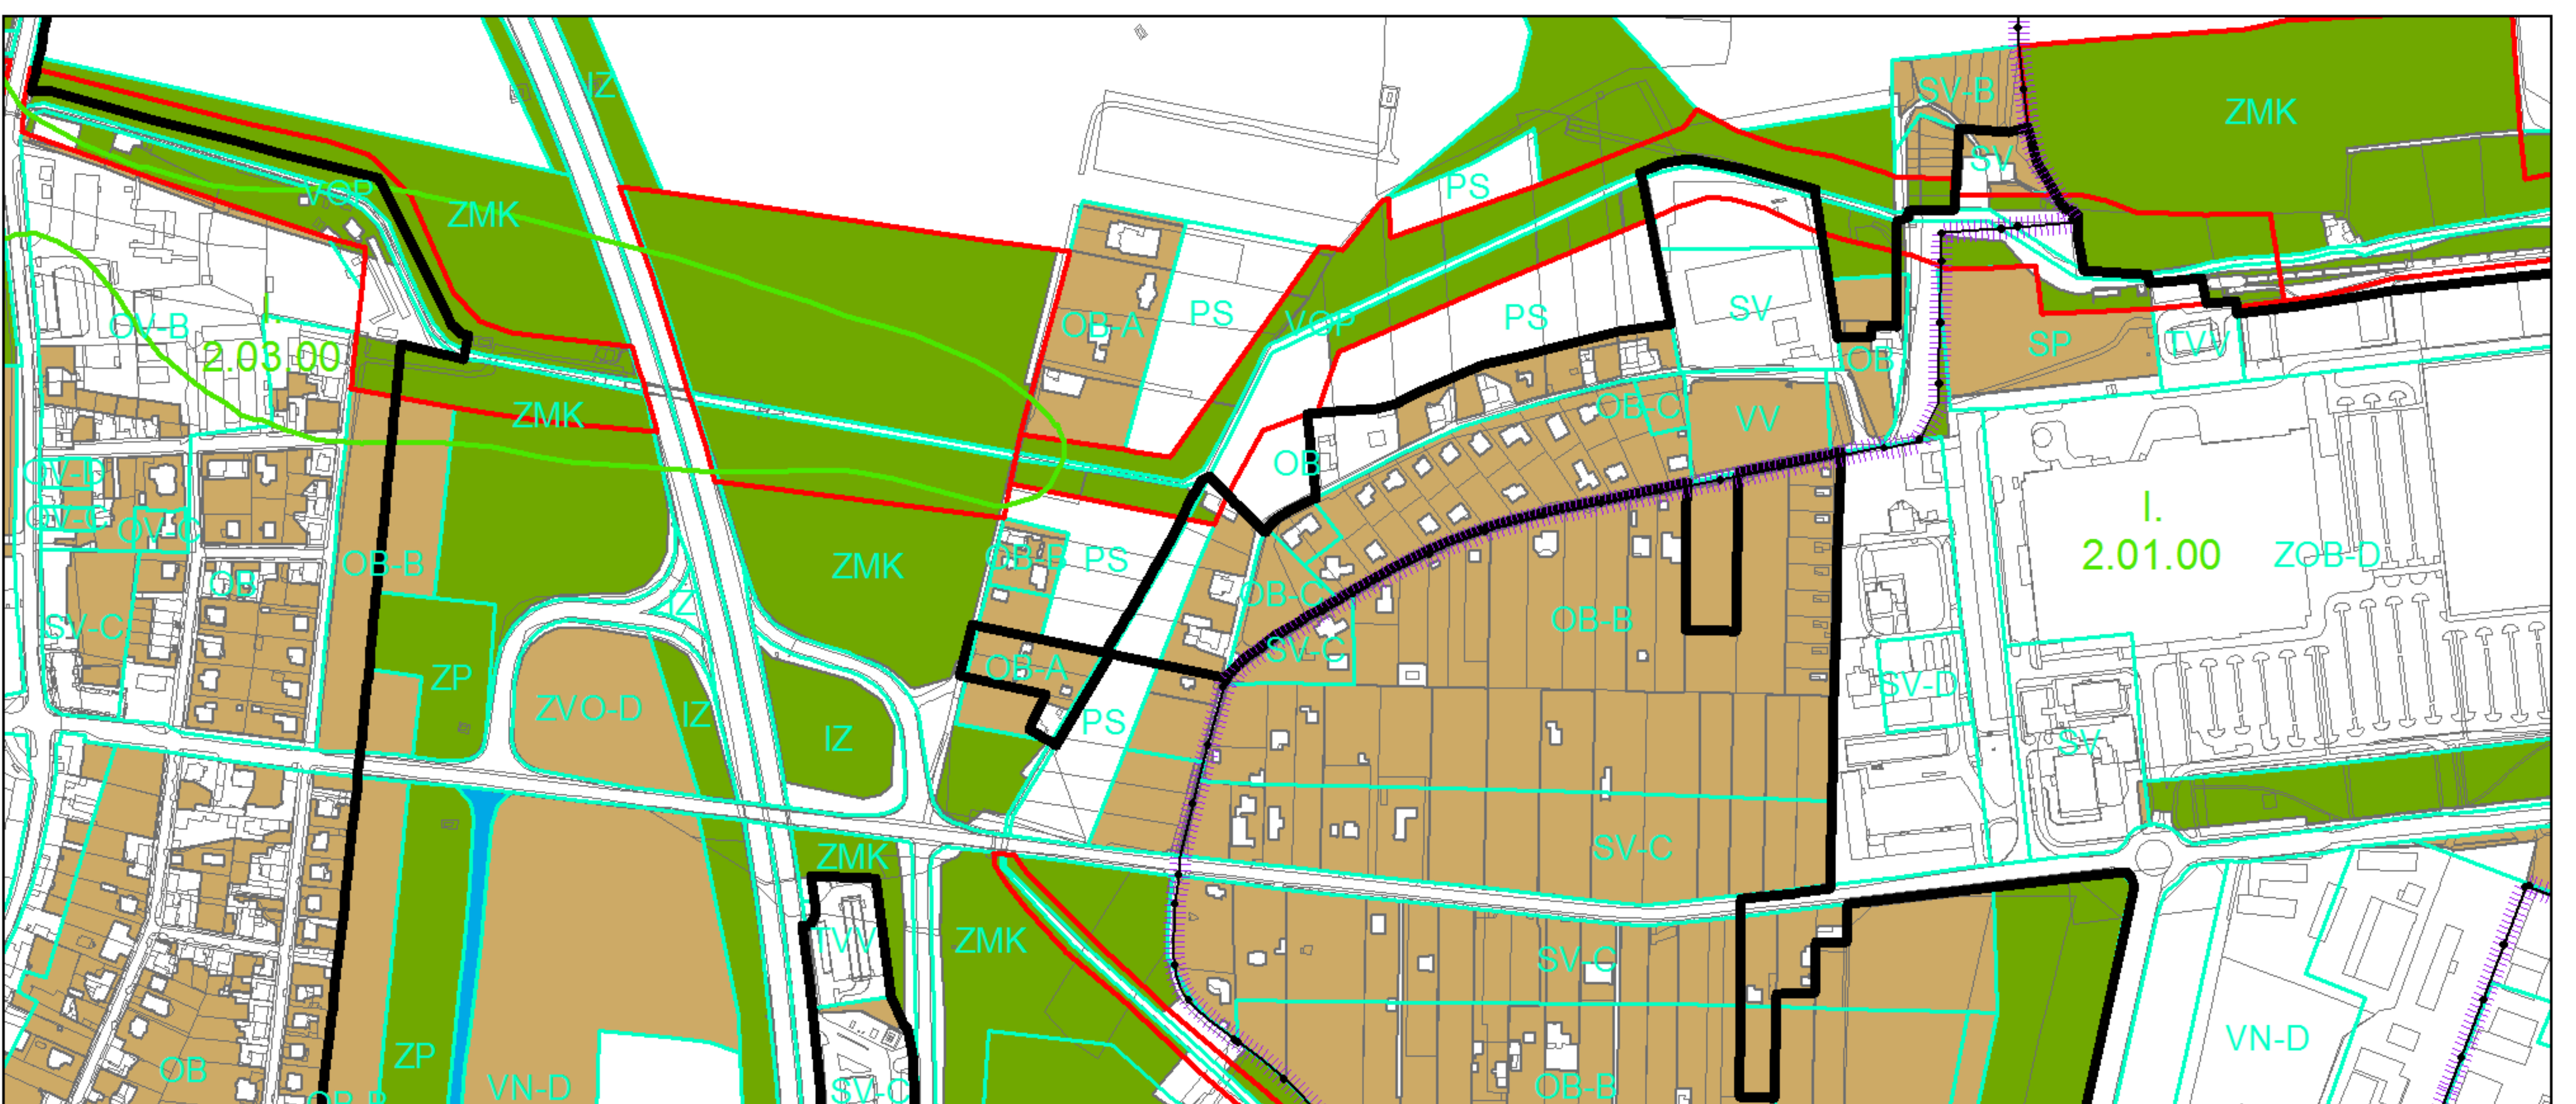 IZ
SV-B
ZMK
SV
VOP
ZMK
PS
OV-B
I.
2.03.00
OB-A
PS
VOP
PS
SV
OB
SP
TVV
ZMK
OB-C
VV
OB
OV-D
OV-C
OV-C
OB
OB-B
ZMK
OB-B
PS
OB-C
OB-B
I.
2.01.00
ZOB-D
SV-C
IZ
SV-C
ZP
ZVO-D
IZ
IZ
OB-A
PS
SV-D
SV
ZMK
SV-C
TVV
ZMK
SV-C
OB
OB-B
ZP
VN-D
SV-C
OB-B
VN-D